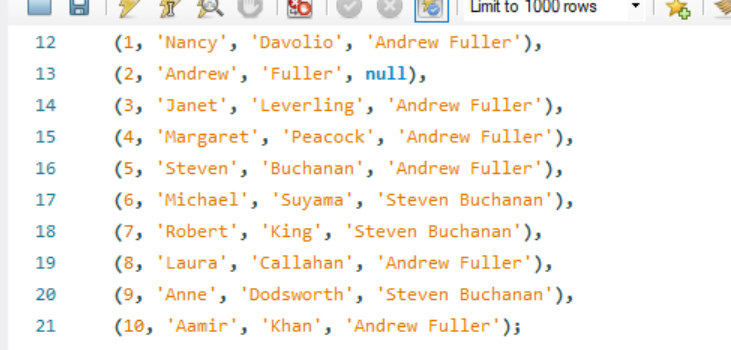 Limit to 1000 rows
12 (1, 'Nancy', 'Davolio', 'Andrew Fuller'),
13 (2, 'Andrew', 'Fuller', null),
14 (3, 'Janet', 'Leverling', 'Andrew Fuller'),
15 (4, 'Margaret', 'Peacock', 'Andrew Fuller'),
16 (5, 'Steven', 'Buchanan', 'Andrew Fuller'),
17 (6, 'Michael', 'Suyama', 'Steven Buchanan'),
18 (7, 'Robert', 'King', 'Steven Buchanan'),
19 (8, 'Laura', 'Callahan', 'Andrew Fuller'),
20 (9, 'Anne', 'Dodsworth', 'Steven Buchanan'),
21 (10, 'Aamir', 'Khan', 'Andrew Fuller');